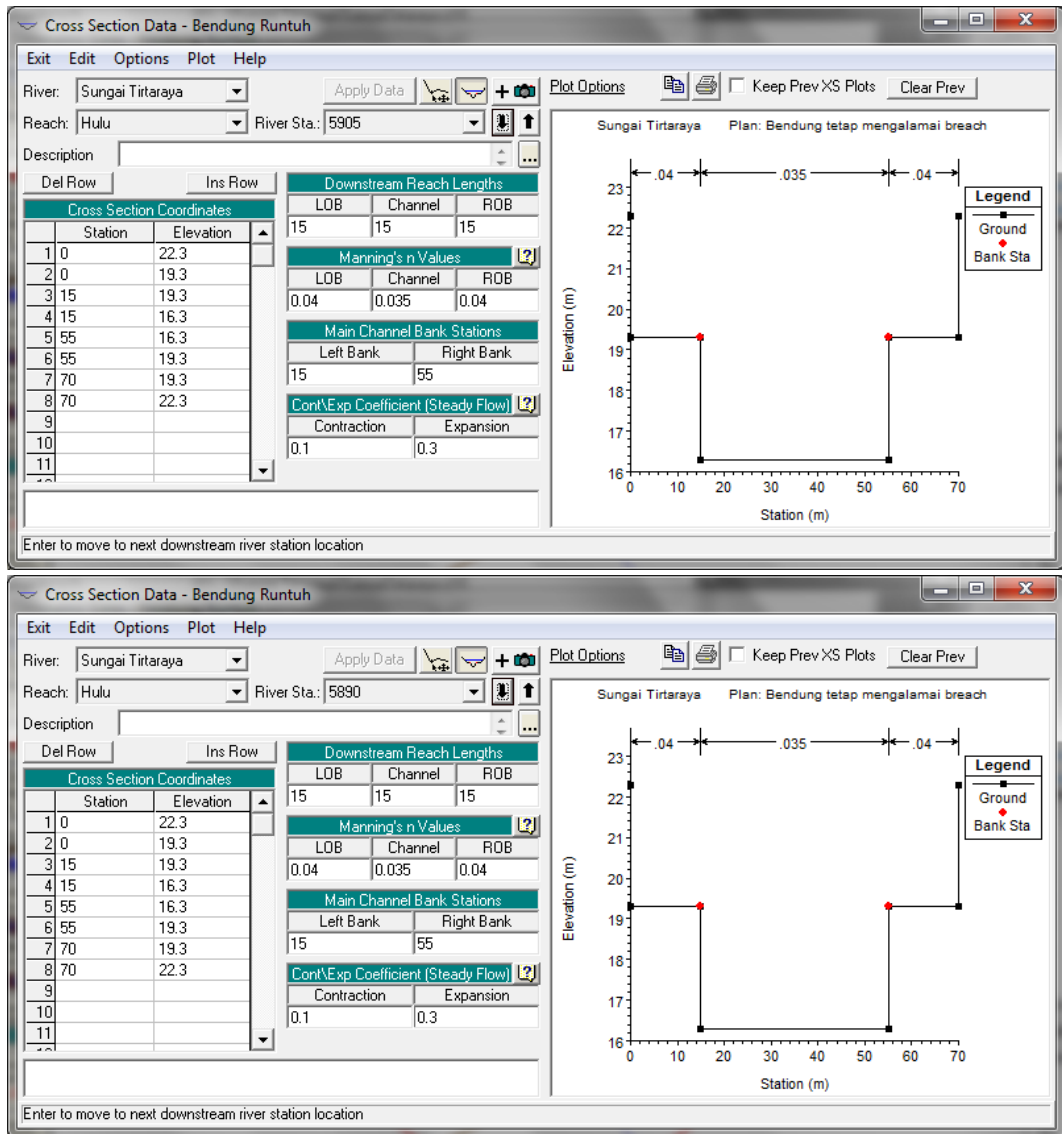 Cross Section Data - Bendung Runtuh
Exit Edit Options Plot Help
River: Sungai Tirtaraya Apply Data Plot Options Keep Prev XS Plots Clear Prev
Reach: Hulu River Sta.: 5905
Description ...
Del Row Ins Row
Cross Section Coordinates
Station Elevation
1 0 22.3
2 0 19.3
3 15 19.3
4 15 16.3
5 55 16.3
6 55 19.3
7 70 19.3
8 70 22.3
9
10
11
Downstream Reach Lengths
LOB Channel ROB
15 15 15
Manning's n Values
LOB Channel ROB
0.04 0.035 0.04
Main Channel Bank Stations
Left Bank Right Bank
15 55
Cont\Exp Coefficient (Steady Flow)
Contraction Expansion
0.1 0.3
Sungai Tirtaraya Plan: Bendung tetap mengalamai breach
.04 .035 .04
23
22
21
20
19
18
17
16
Elevation (m)
0 10 20 30 40 50 60 70
Station (m)
Legend
Ground
Bank Sta
Enter to move to next downstream river station location
Cross Section Data - Bendung Runtuh
Exit Edit Options Plot Help
River: Sungai Tirtaraya Apply Data Plot Options Keep Prev XS Plots Clear Prev
Reach: Hulu River Sta.: 5890
Description ...
Del Row Ins Row
Cross Section Coordinates
Station Elevation
1 0 22.3
2 0 19.3
3 15 19.3
4 15 16.3
5 55 16.3
6 55 19.3
7 70 19.3
8 70 22.3
9
10
11
Downstream Reach Lengths
LOB Channel ROB
15 15 15
Manning's n Values
LOB Channel ROB
0.04 0.035 0.04
Main Channel Bank Stations
Left Bank Right Bank
15 55
Cont\Exp Coefficient (Steady Flow)
Contraction Expansion
0.1 0.3
Sungai Tirtaraya Plan: Bendung tetap mengalamai breach
.04 .035 .04
23
22
21
20
19
18
17
16
Elevation (m)
0 10 20 30 40 50 60 70
Station (m)
Legend
Ground
Bank Sta
Enter to move to next downstream river station location